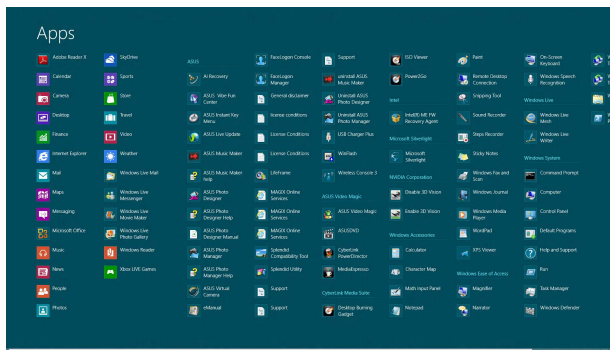 Apps
Adobe Reader X
Calendar
Camera
Desktop
Finance
Internet Explorer
Mail
Maps
Messaging
Microsoft Office
Music
News
People
Photos
SkyDrive
Sports
Store
Travel
Video
Weather
Windows Live Mail
Windows Live
Messenger
Windows Live
Movie Maker
Windows Live
Photo Gallery
Windows Reader
Xbox LIVE Games
ASUS
AI Recovery
ASUS Vibe Fun
Center
ASUS Instant Key
Menu
ASUS Live Update
ASUS Music Maker
ASUS Music Maker
help
ASUS Photo
Designer
ASUS Photo
Designer Help
ASUS Photo
Designer Manual
ASUS Photo
Manager
ASUS Photo
Manager Help
ASUS Virtual
Camera
eManual
FaceLogon Console
FaceLogon
Manager
General disclaimer
license conditions
License Conditions
License Conditions
LifeFrame
MAGIX Online
Services
MAGIX Online
Services
MAGIX Online
Services
Splendid
Compatibility Tool
Splendid Utility
Support
Support
Support
uninstall ASUS
Music Maker
Uninstall ASUS
Photo Designer
Uninstall ASUS
Photo Manager
USB Charger Plus
WinFlash
Wireless Console 3
ASUS Video Magic
ASUS Video Magic
ASUSDVD
CyberLink
PowerDirector
MediaEspresso
CyberLink Media Suite
Desktop Burning
Gadget
ISO Viewer
Power2Go
Intel
Intel(R) ME FW
Recovery Agent
Microsoft Silverlight
Microsoft
Silverlight
NVIDIA Corporation
Disable 3D Vision
Enable 3D Vision
Windows Accessories
Calculator
Character Map
Math Input Panel
Notepad
Paint
Remote Desktop
Connection
Snipping Tool
Sound Recorder
Steps Recorder
Sticky Notes
Windows Fax and
Scan
Windows Journal
Windows Media
Player
WordPad
XPS Viewer
Windows Ease of Access
Magnifier
Narrator
On-Screen
Keyboard
Windows Speech
Recognition
Windows Live
Windows Live
Mesh
Windows Live
Writer
Windows System
Command Prompt
Computer
Control Panel
Default Programs
Help and Support
Run
Task Manager
Windows Defender